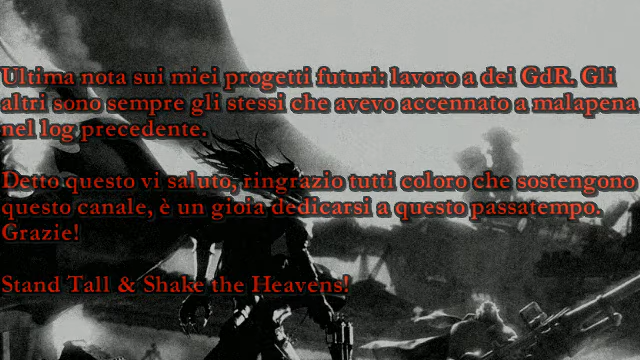 Ultima nota sui miei progetti futuri: lavoro a dei GdR. Gli
altri sono sempre gli stessi che avevo accennato a malapena
nel log precedente.
Detto questo vi saluto, ringrazio tutti coloro che sostengono
questo canale, è un gioia dedicarsi a questo passatempo.
Grazie!
Stand Tall & Shake the Heavens!